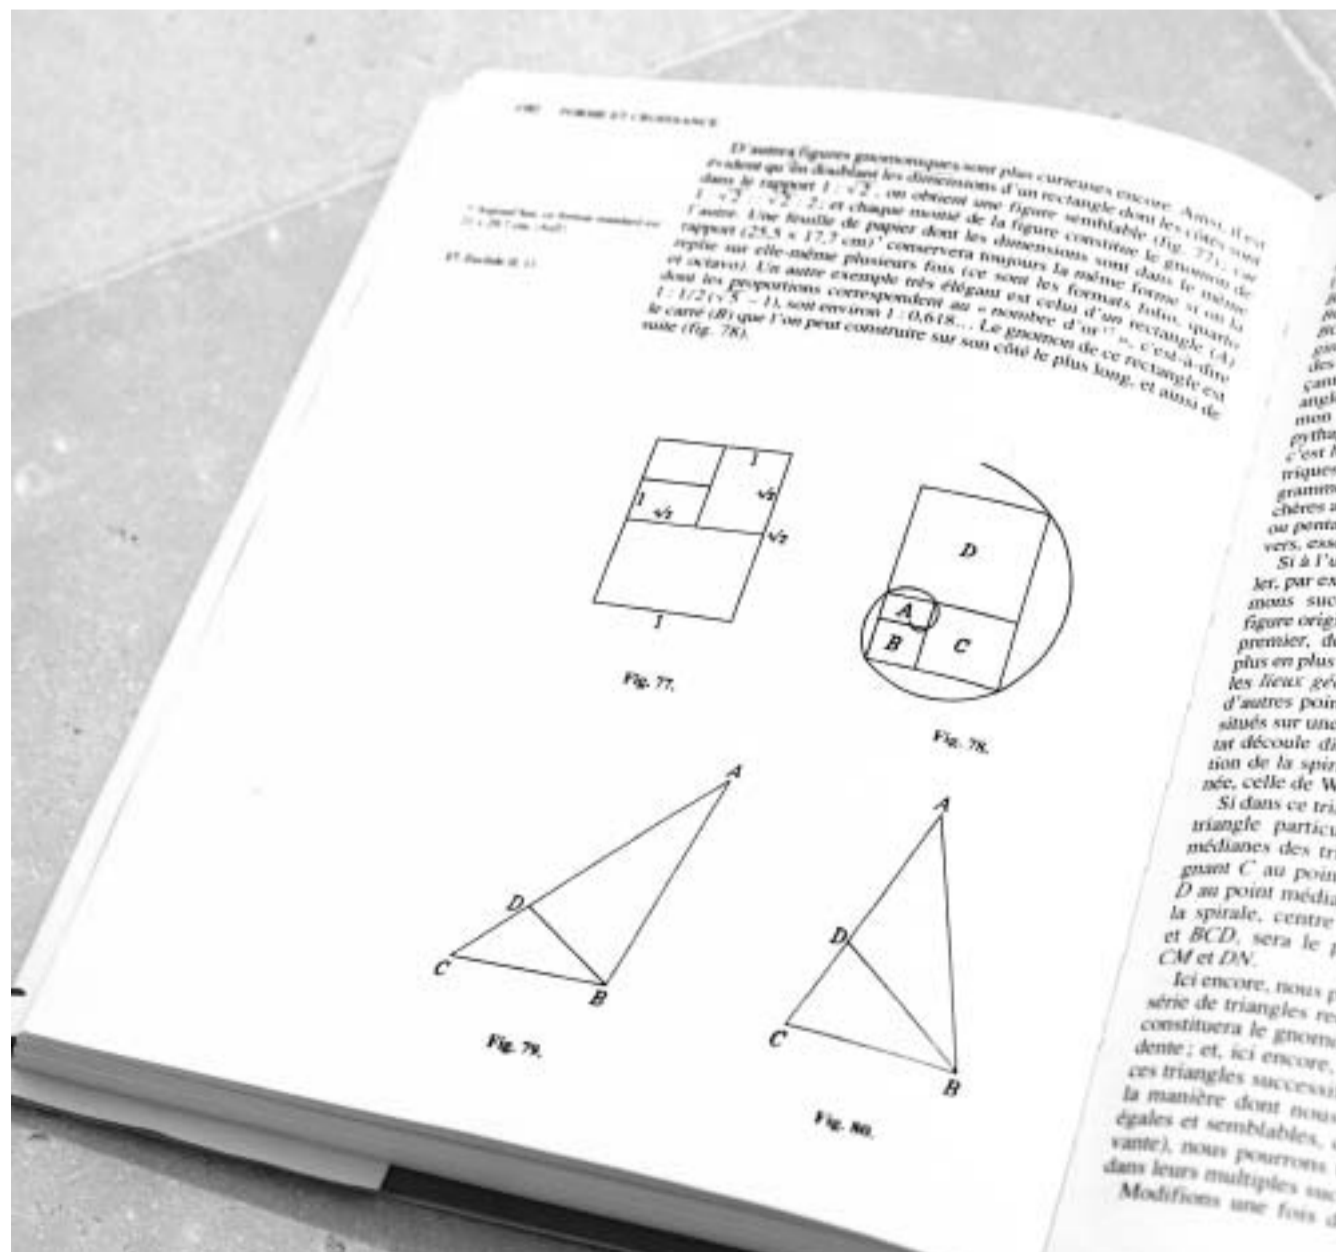 FORME ET CROISSANCE
D'autres figures gnomoniques sont plus curieuses encore. Ainsi, il est
évident qu'en doublant les dimensions d'un rectangle dont les côtés sont
dans le rapport 1 : √2, on obtient une figure semblable (fig. 77), car
1 : √2 :: √2 : 2, et chaque moitié de la figure constitue le gnomon de
l'autre. Une feuille de papier dont les dimensions sont dans le même
rapport (25,5 × 17,7 cm)* conservera toujours la même forme si on la
replie sur elle-même plusieurs fois (ce sont les formats folio, quarto
et octavo). Un autre exemple très élégant est celui d'un rectangle (A)
dont les proportions correspondent au « nombre d'or¹⁷ », c'est-à-dire
1 : 1/2 (√5 − 1), soit environ 1 : 0,618... Le gnomon de ce rectangle est
le carré (B) que l'on peut construire sur son côté le plus long, et ainsi de
suite (fig. 78).
17. Euclide II, 11.
1
√2
1
√2
√2
1
Fig. 77.
D
A
B
C
Fig. 78.
A
D
C
B
Fig. 79.
A
D
C
B
Fig. 80.
des
mon
c'est
triques
ou
vers,
Si à l'u
ler, par ex
mons suc
figure orig
premier, d
plus en plus
les lieux gé
d'autres poin
situés sur un
tat découle di
tion de la spir
née, celle de W
Si dans ce tri
triangle particu
médianes des tri
gnant C au poin
D au point média
la spirale, centre
et BCD, sera le p
CM et DN.
Ici encore, nous p
série de triangles re
constituera le gnomo
dente ; et, ici encore,
ces triangles successi
la manière dont nous
égales et semblables,
vante), nous pourrons
dans leurs multiples suc
Modifions une fois d